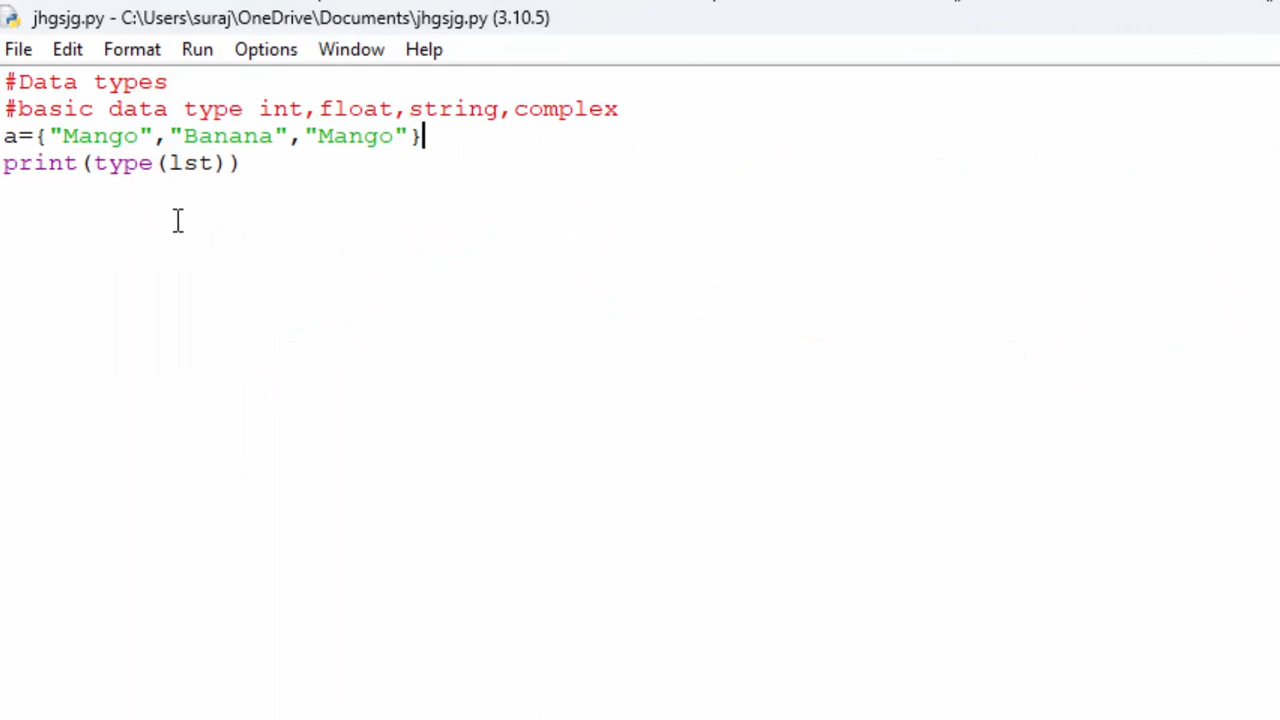 jhgsjg.py - C:\Users\suraj\OneDrive\Documents\jhgsjg.py (3.10.5)
File Edit Format Run Options Window Help
#Data types
#basic data type int,float,string,complex
a={"Mango","Banana","Mango"}
print(type(lst))